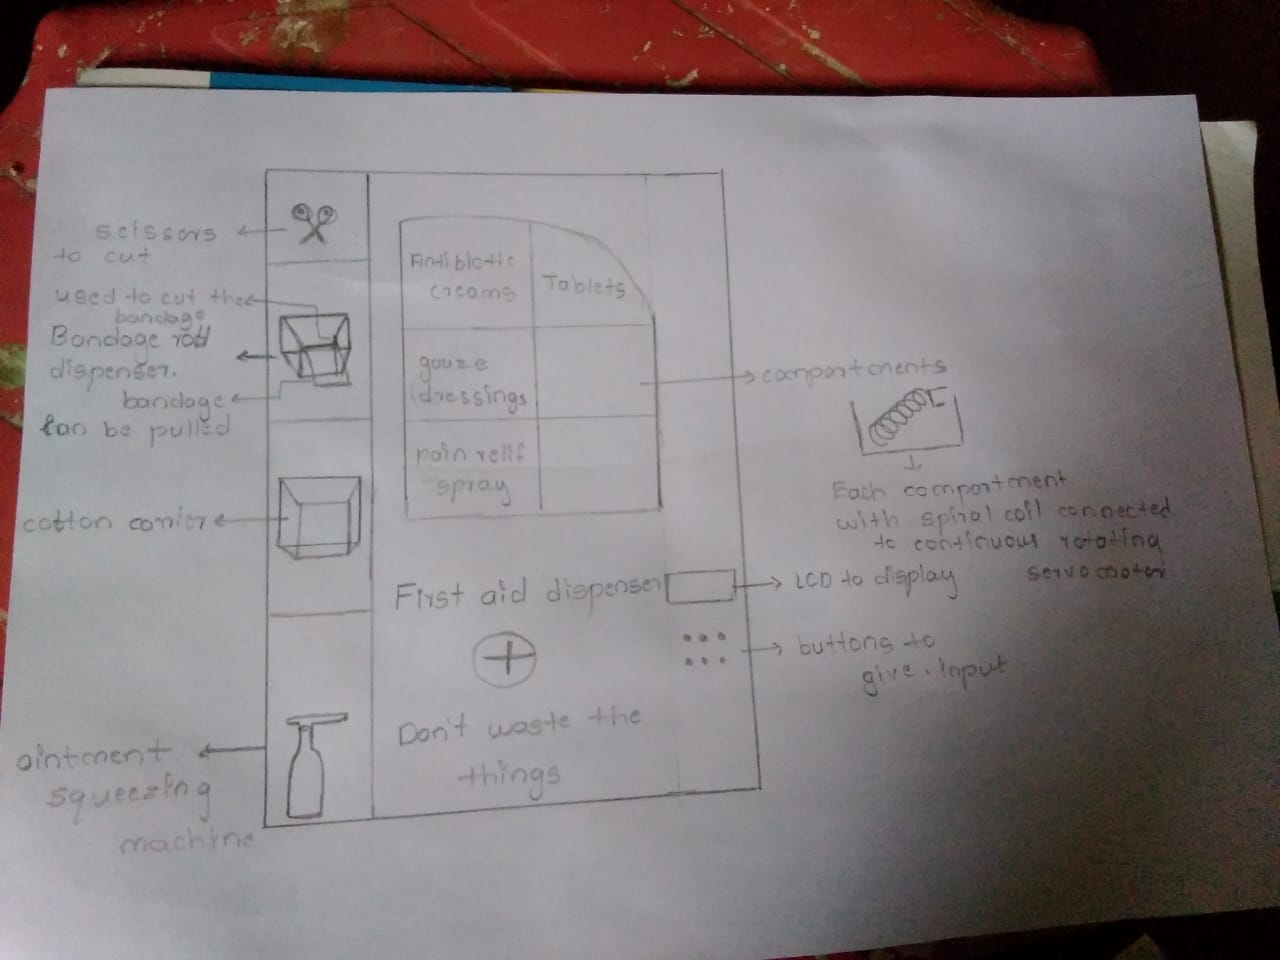 scissors
to cut
used to cut the
bandage
Bandage roll
dispenser.
bandage
can be pulled
cotton carrier
ointment
squeezing
machine
Antibiotic
creams
Tablets
gauze
dressings
pain relif
spray
First aid dispenser
Don't waste the
things
compartments
Each compartment
with spiral coil connected
to continuous rotating
servo motor
LCD to display
buttons to
give input